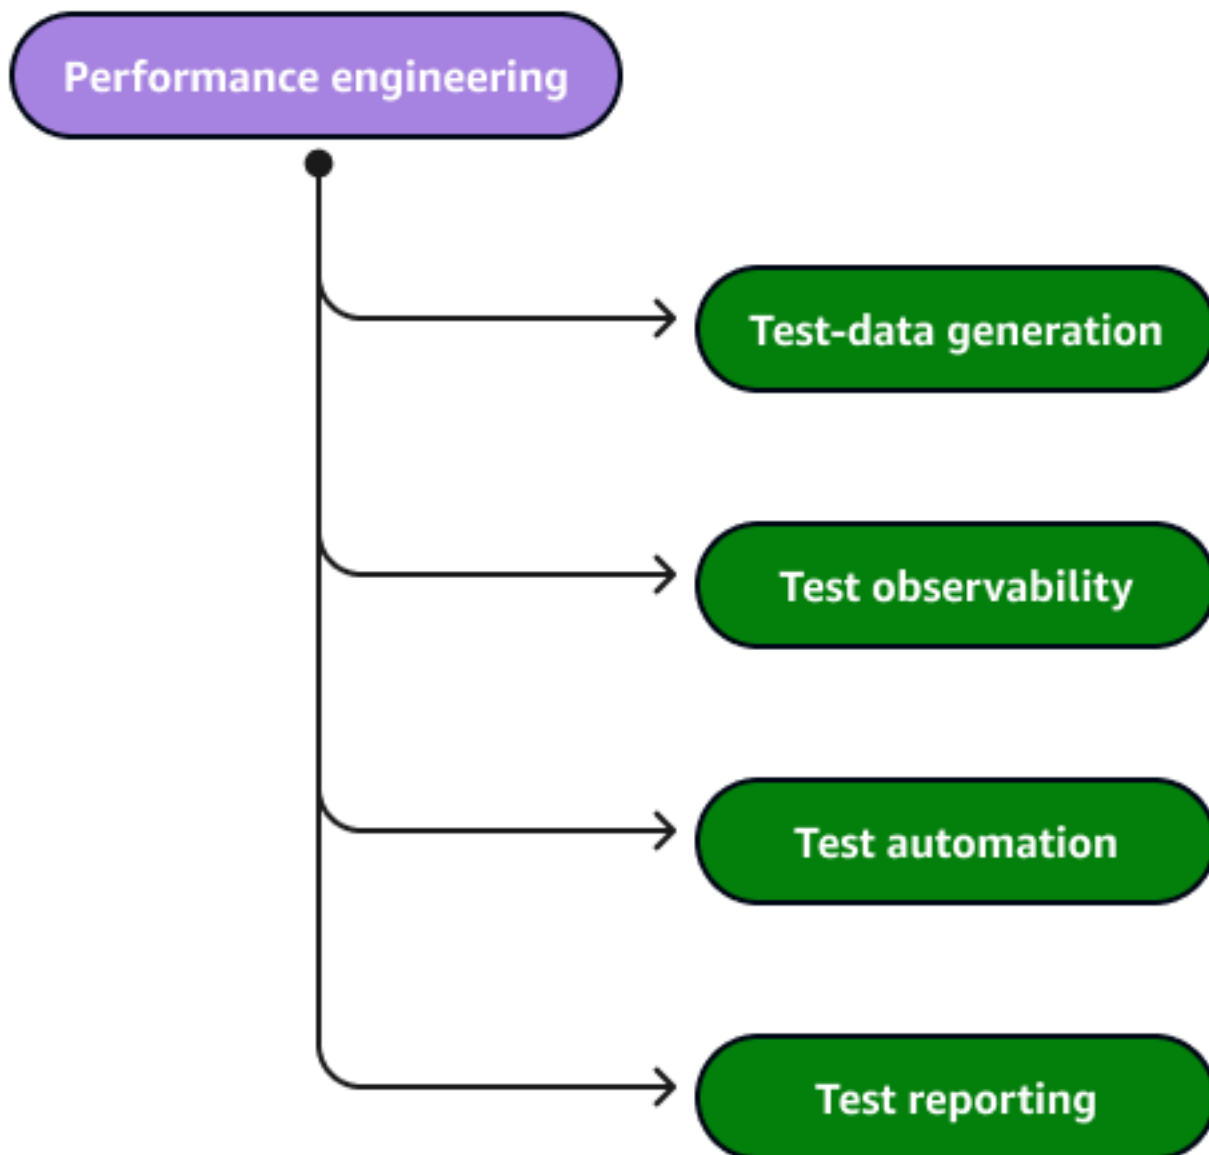 Performance engineering
Test-data generation
Test observability
Test automation
Test reporting